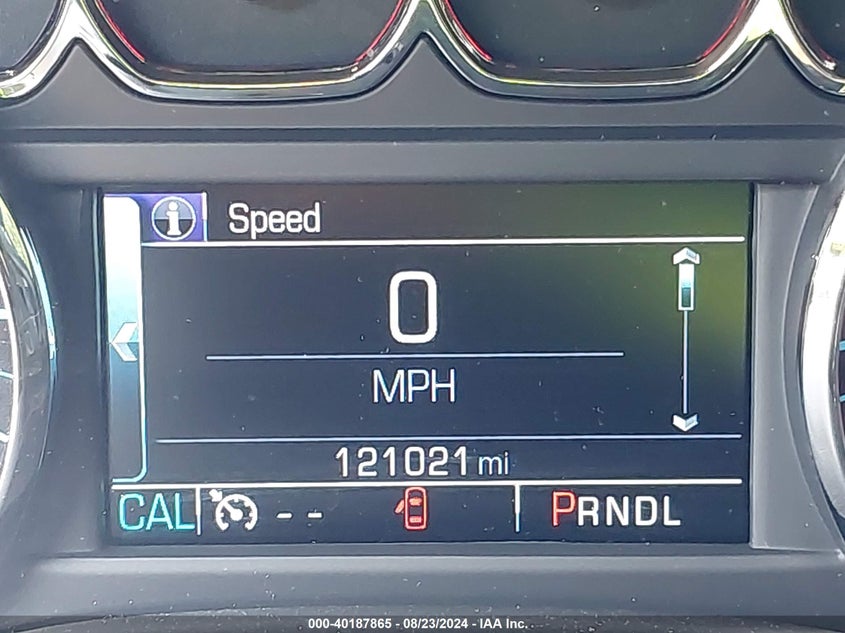 Speed
0
MPH
121021 mi
CAL -- PRNDL
000-40187865 - 08/23/2024 - IAA Inc.